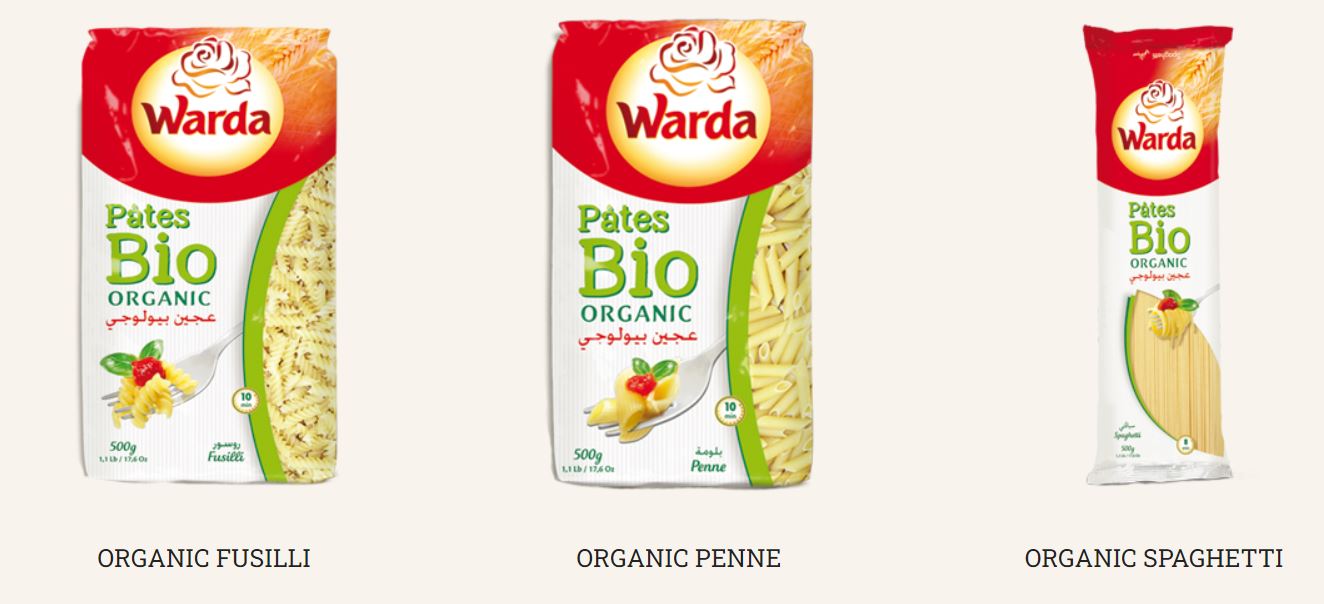 Warda
Pâtes
Bio
ORGANIC
عجين بيولوجي
10
min
500g
1,1 Lb / 17,6 Oz
روسور
Fusilli
ORGANIC FUSILLI
Warda
Pâtes
Bio
ORGANIC
عجين بيولوجي
10
min
500g
1,1 Lb / 17,6 Oz
بلومة
Penne
ORGANIC PENNE
Warda
Pâtes
Bio
ORGANIC
عجين بيولوجي
Spaghetti
500g
8
ORGANIC SPAGHETTI